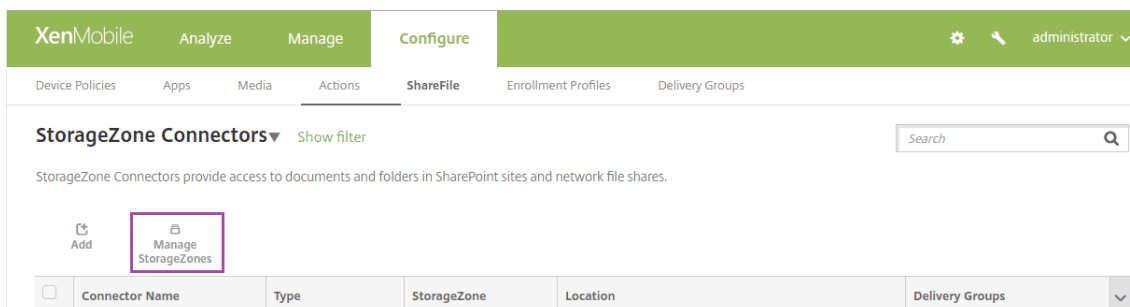 XenMobile Analyze Manage Configure administrator
Device Policies Apps Media Actions ShareFile Enrollment Profiles Delivery Groups
StorageZone Connectors Show filter Search
StorageZone Connectors provide access to documents and folders in SharePoint sites and network file shares.
Add Manage
StorageZones
Connector Name Type StorageZone Location Delivery Groups